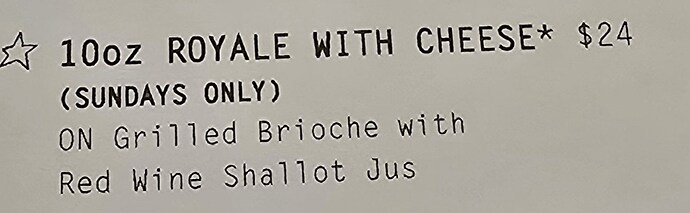 10oz ROYALE WITH CHEESE* $24
(SUNDAYS ONLY)
ON Grilled Brioche with
Red Wine Shallot Jus